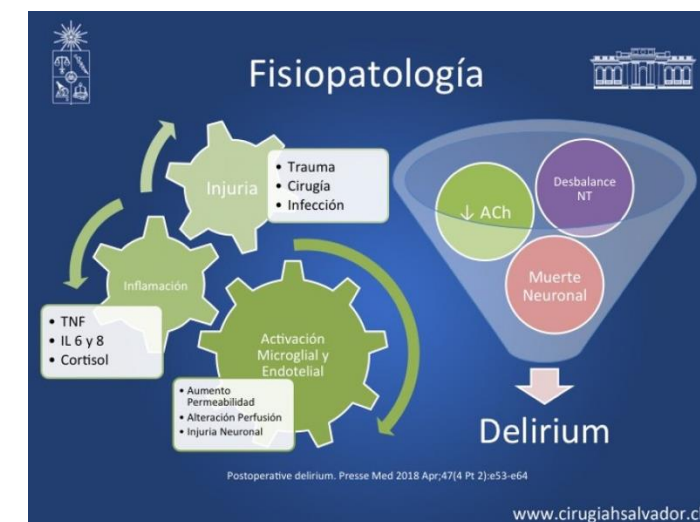 Fisiopatología
Injuria
• Trauma
• Cirugía
• Infección
Inflamación
• TNF
• IL 6 y 8
• Cortisol
Activación
Microglial y
Endotelial
• Aumento
Permeabilidad
• Alteración Perfusión
• Injuria Neuronal
↓ ACh
Desbalance
NT
Muerte
Neuronal
Delirium
Postoperative delirium. Presse Med 2018 Apr;47(4 Pt 2):e53-e64
www.cirugiahsalvador.c